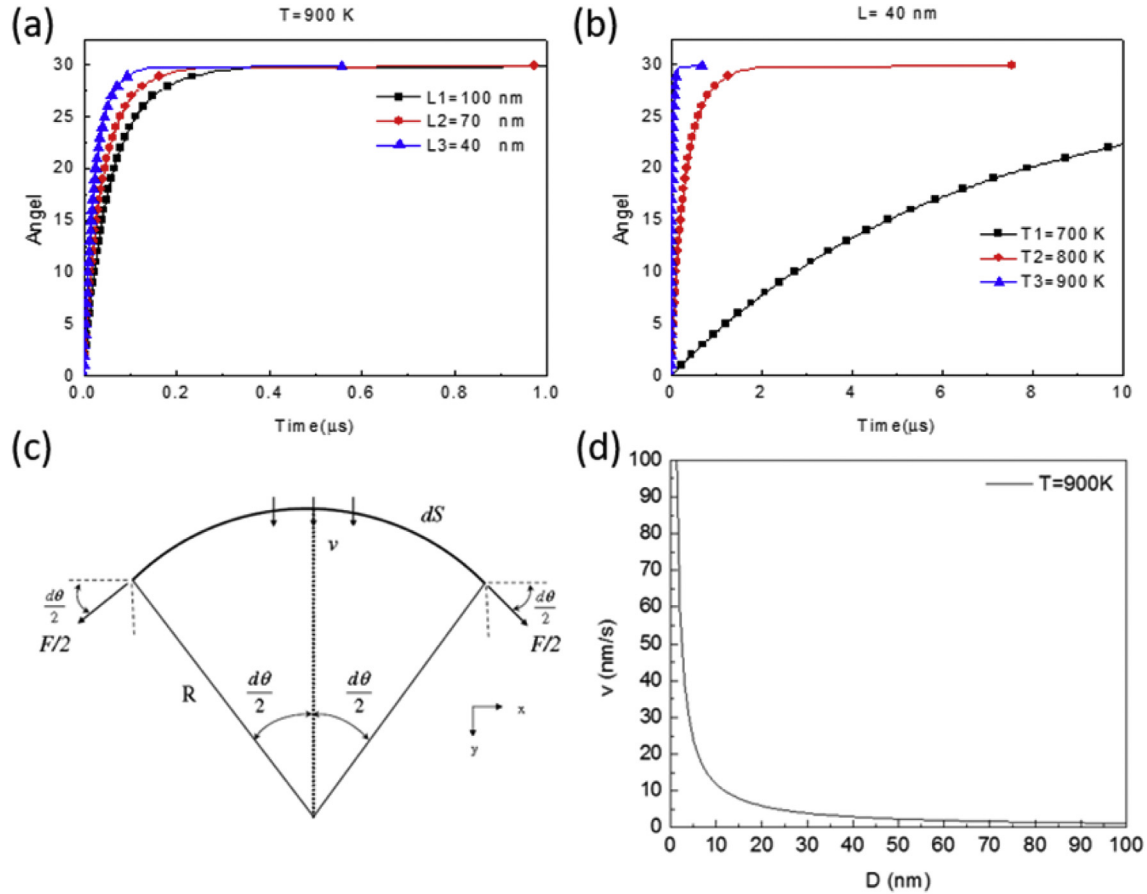 (a)
T=900 K
Angel
30
25
20
15
10
5
0
L1=100 nm
L2=70 nm
L3=40 nm
0.0 0.2 0.4 0.6 0.8 1.0
Time(μs)
(b)
L= 40 nm
Angel
30
25
20
15
10
5
0
T1=700 K
T2=800 K
T3=900 K
0 2 4 6 8 10
Time(μs)
(c)
dS
v
dθ/2
dθ/2
F/2
F/2
R
dθ/2
dθ/2
x
y
(d)
T=900K
v (nm/s)
100
90
80
70
60
50
40
30
20
10
0
0 10 20 30 40 50 60 70 80 90 100
D (nm)